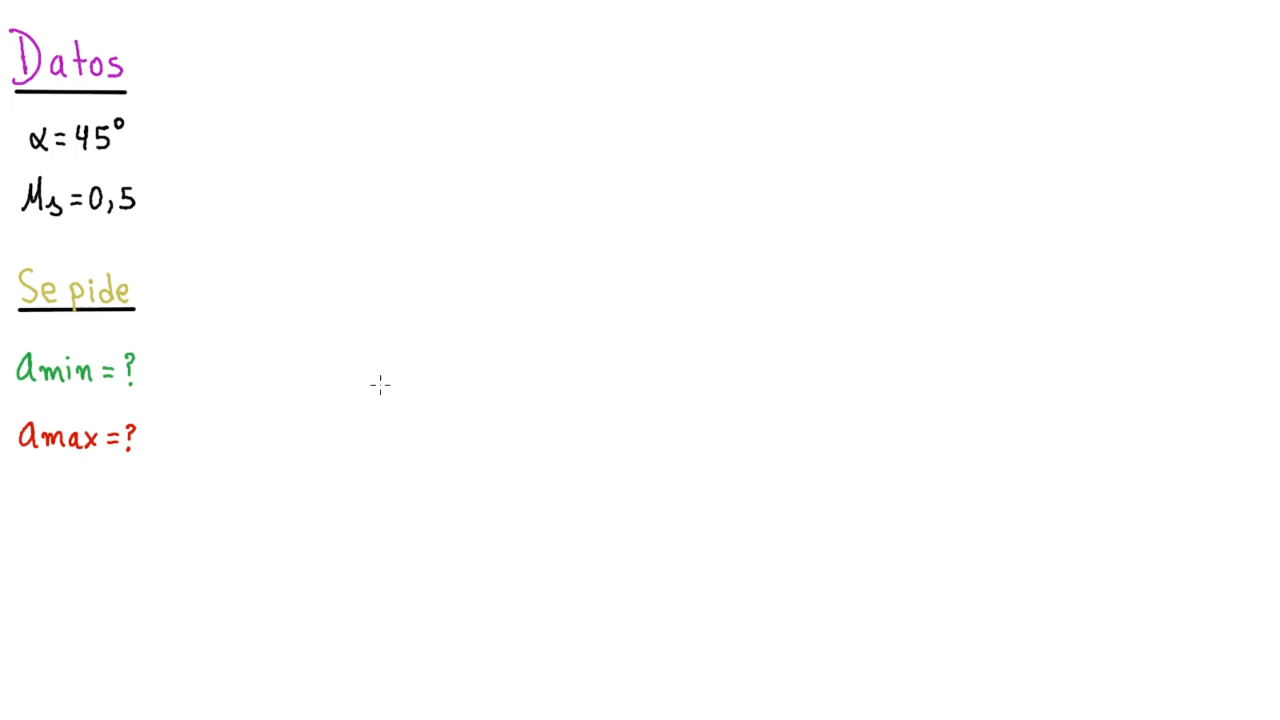 Datos
α = 45°
μs = 0,5
Se pide
amin = ?
amax = ?